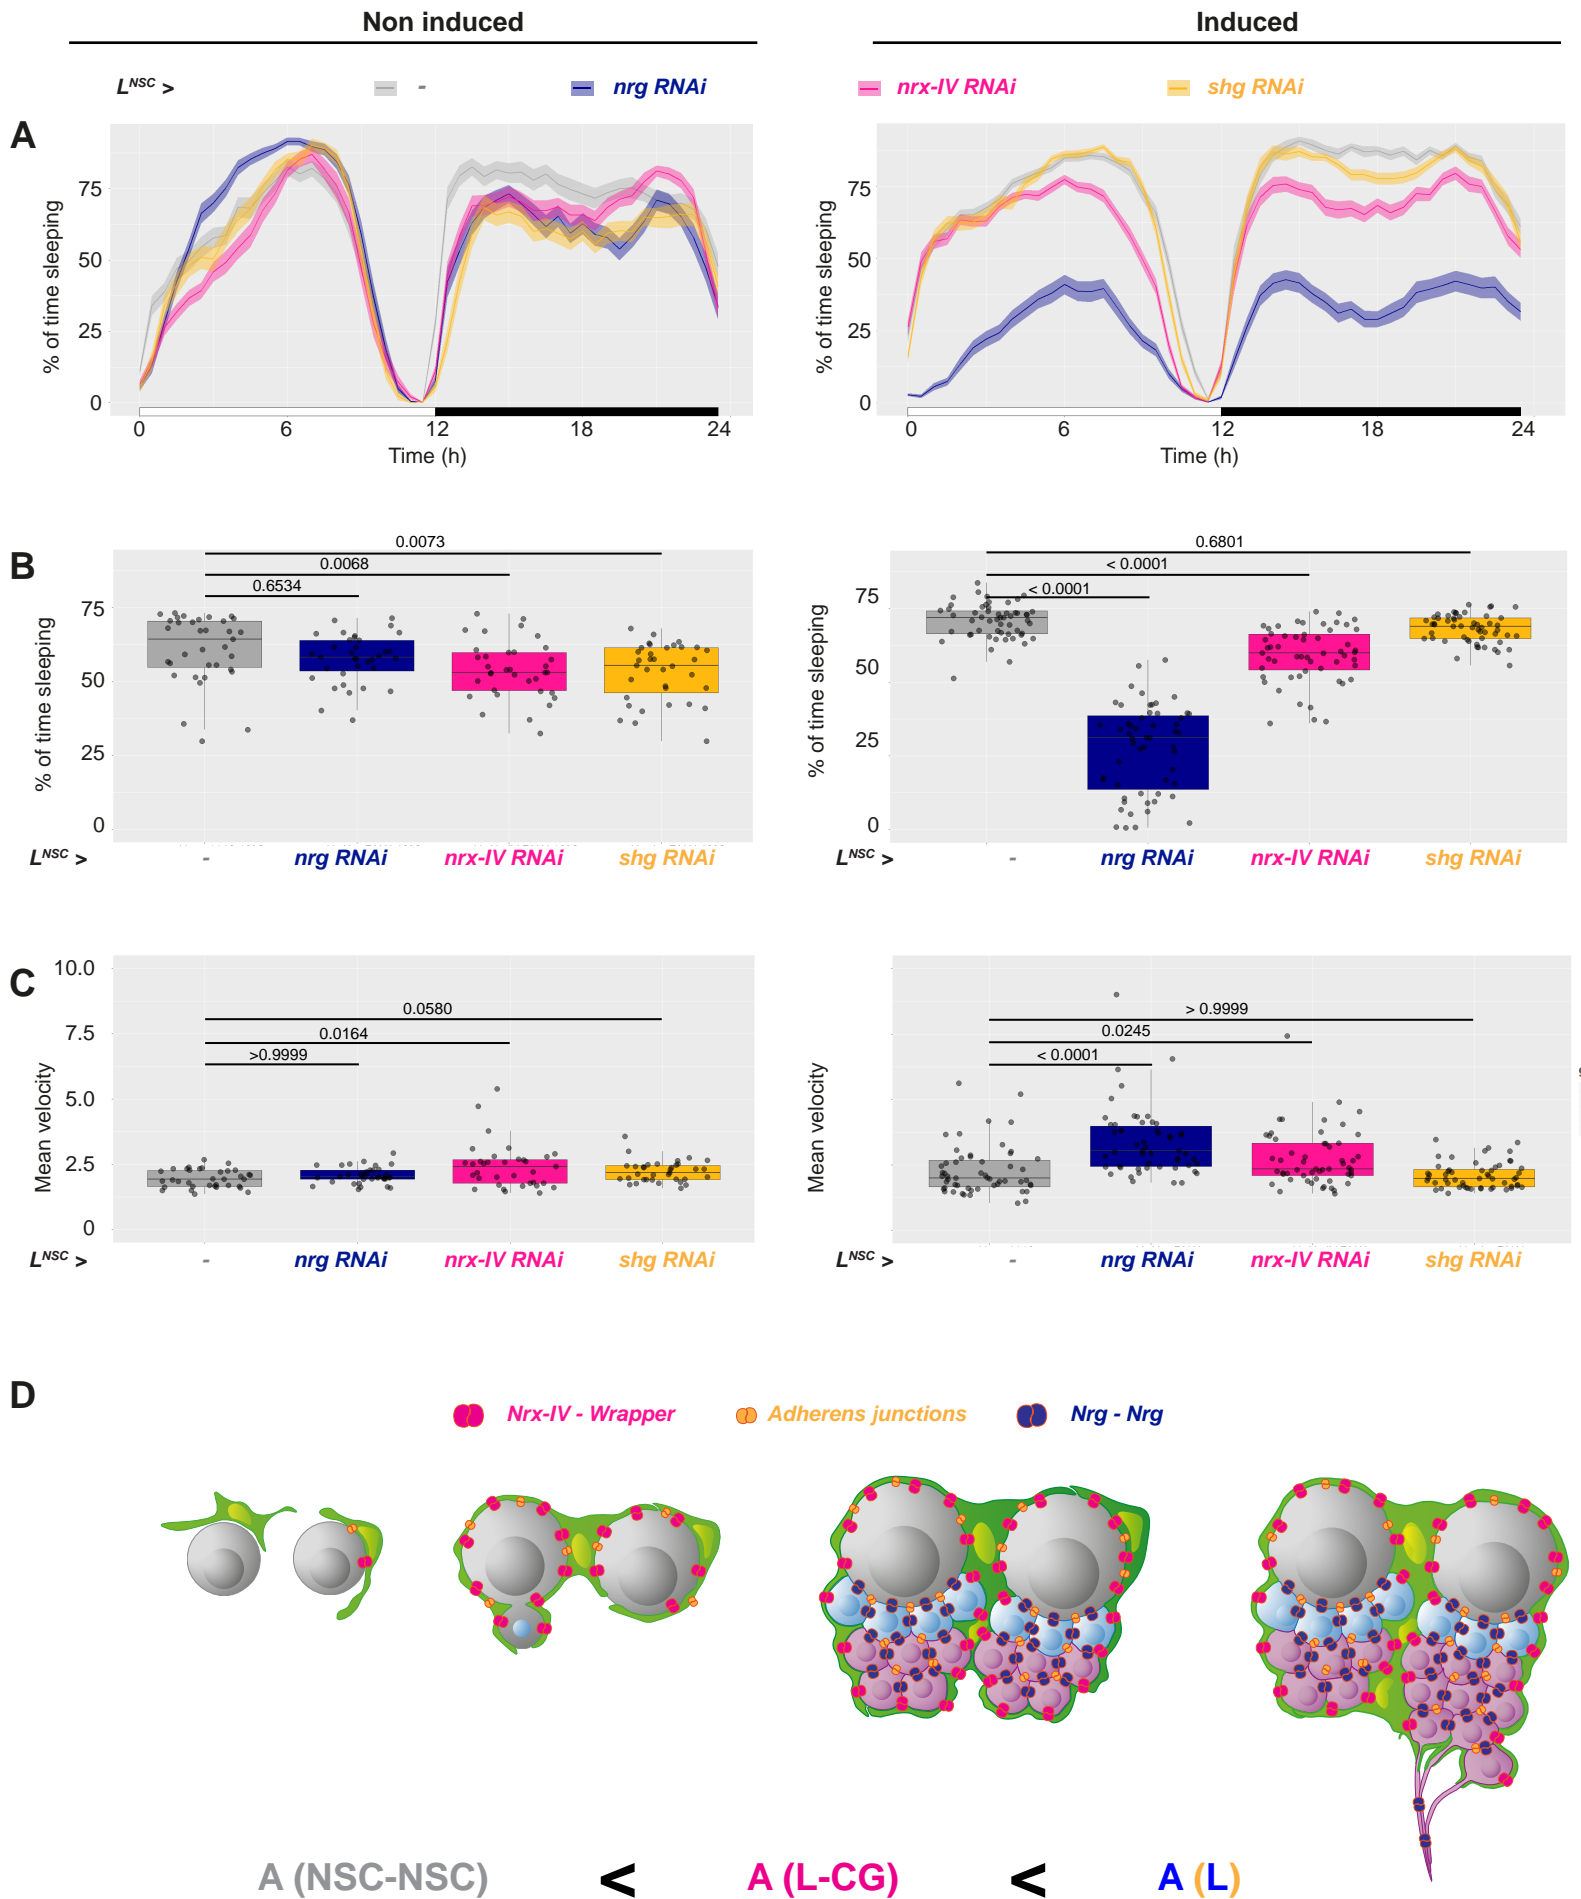 Non induced
Induced
L^NSC >
-
nrg RNAi
nrx-IV RNAi
shg RNAi
A
% of time sleeping
75
50
25
0
0 6 12 18 24
Time (h)
% of time sleeping
75
50
25
0
0 6 12 18 24
Time (h)
B
% of time sleeping
75
50
25
0
0.0073
0.0068
0.6534
L^NSC > - nrg RNAi nrx-IV RNAi shg RNAi
% of time sleeping
75
50
25
0
0.6801
< 0.0001
< 0.0001
L^NSC > - nrg RNAi nrx-IV RNAi shg RNAi
C
Mean velocity
10.0
7.5
5.0
2.5
0
0.0580
0.0164
>0.9999
L^NSC > - nrg RNAi nrx-IV RNAi shg RNAi
Mean velocity
> 0.9999
0.0245
< 0.0001
L^NSC > - nrg RNAi nrx-IV RNAi shg RNAi
D
Nrx-IV - Wrapper
Adherens junctions
Nrg - Nrg
A (NSC-NSC) < A (L-CG) < A (L)